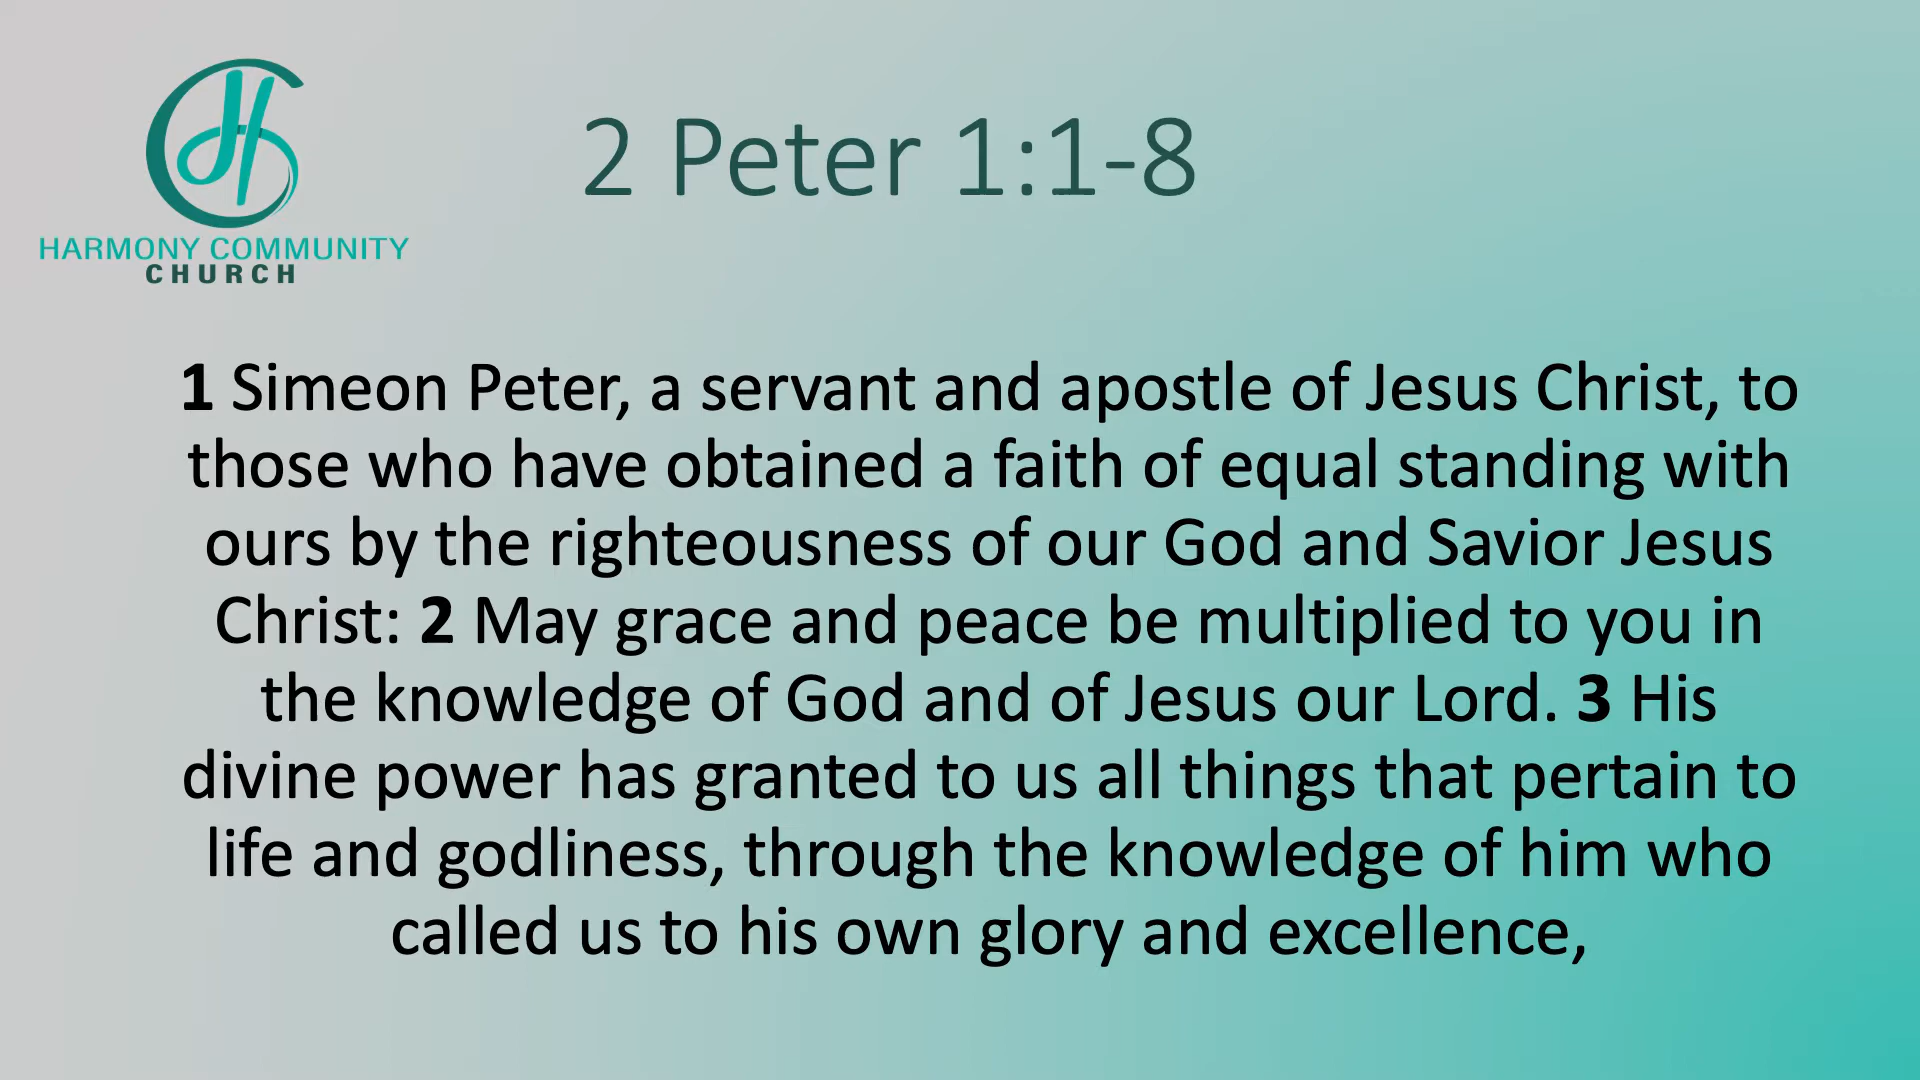 HARMONY COMMUNITY
CHURCH
2 Peter 1:1-8
1 Simeon Peter, a servant and apostle of Jesus Christ, to
those who have obtained a faith of equal standing with
ours by the righteousness of our God and Savior Jesus
Christ: 2 May grace and peace be multiplied to you in
the knowledge of God and of Jesus our Lord. 3 His
divine power has granted to us all things that pertain to
life and godliness, through the knowledge of him who
called us to his own glory and excellence,